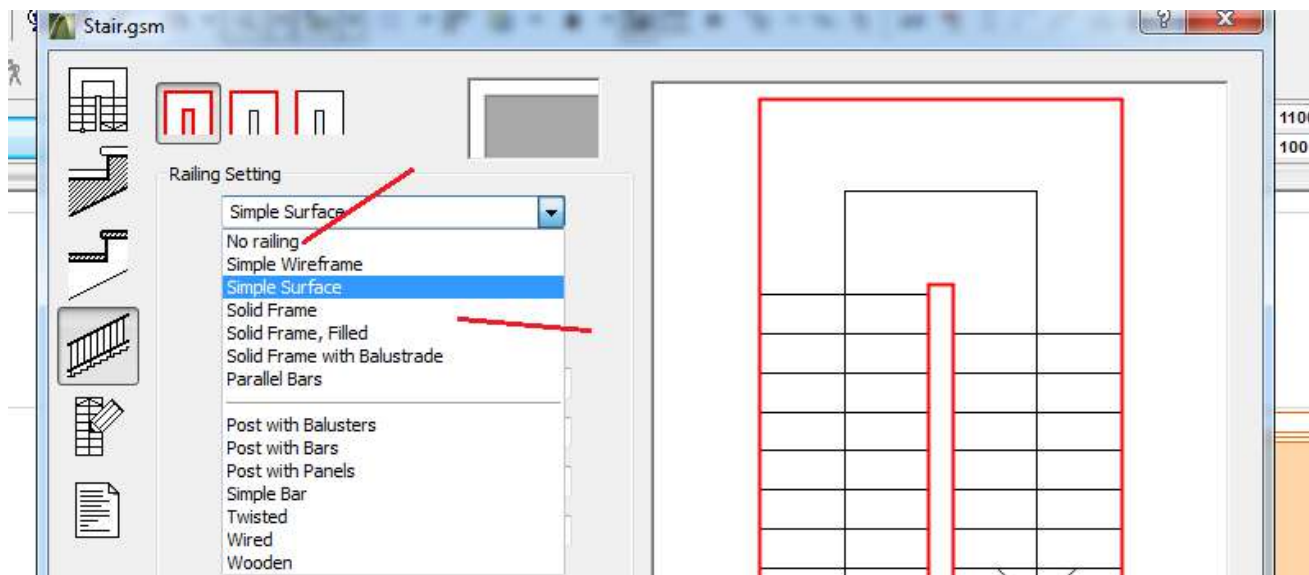 Stair.gsm
1100
100
Railing Setting
Simple Surface
No railing
Simple Wireframe
Simple Surface
Solid Frame
Solid Frame, Filled
Solid Frame with Balustrade
Parallel Bars
Post with Balusters
Post with Bars
Post with Panels
Simple Bar
Twisted
Wired
Wooden